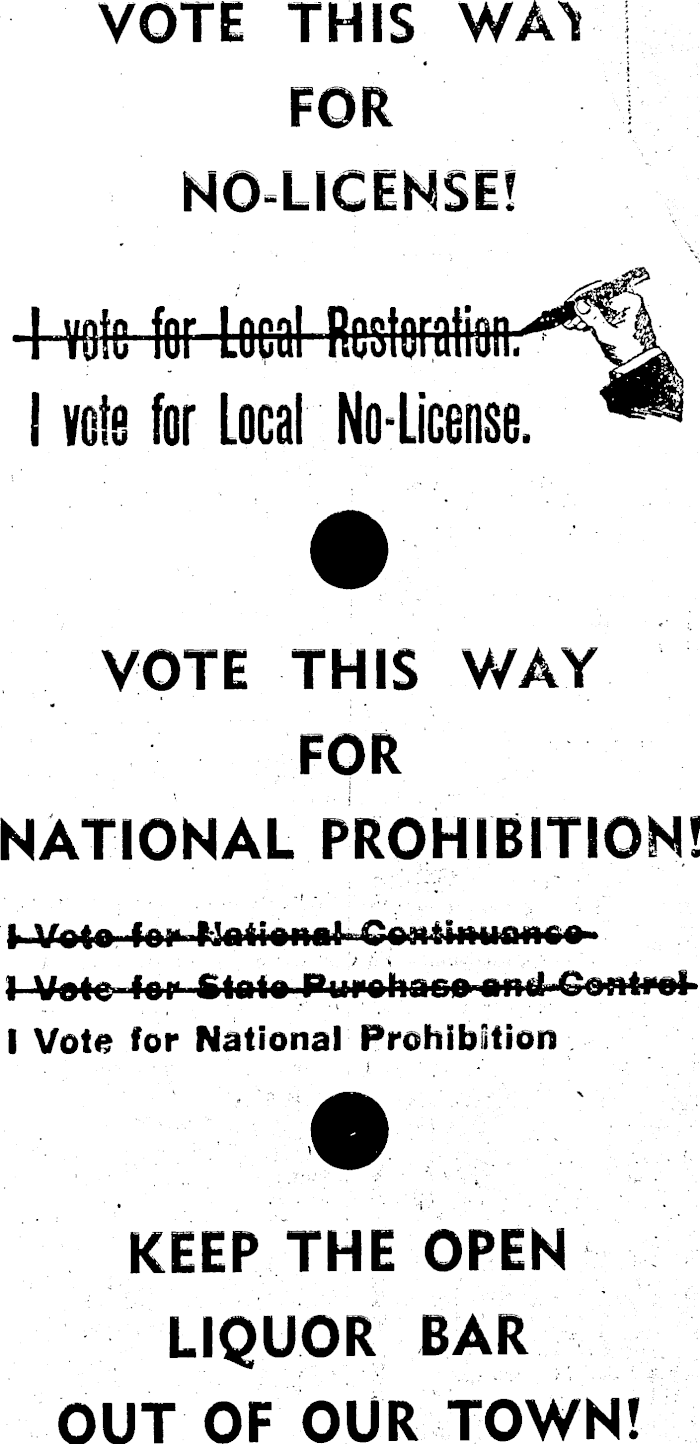 VOTE THIS WAY
FOR
NO-LICENSE!
I vote for Local Restoration.
I vote for Local No-License.
VOTE THIS WAY
FOR
NATIONAL PROHIBITION!
I Vote for National Continuance
I Vote for State Purchase and Control
I Vote for National Prohibition
KEEP THE OPEN
LIQUOR BAR
OUT OF OUR TOWN!